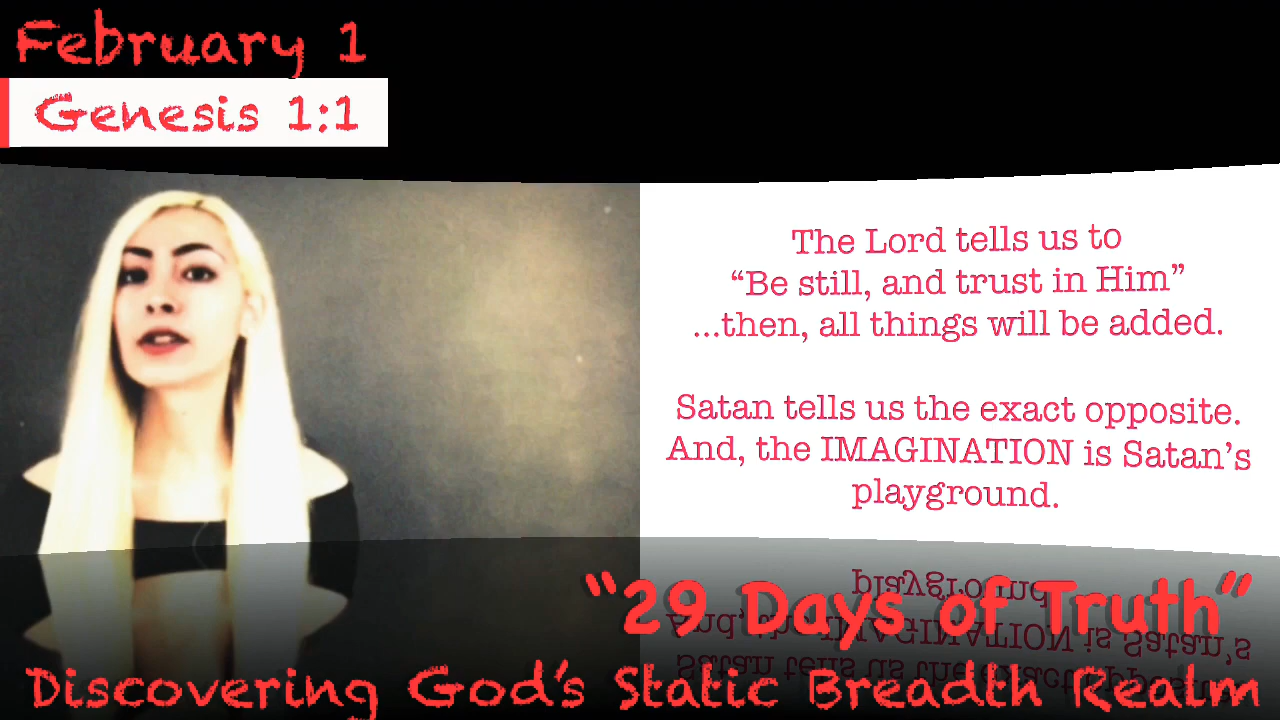 February 1
Genesis 1:1
The Lord tells us to
“Be still, and trust in Him”
...then, all things will be added.
Satan tells us the exact opposite.
And, the IMAGINATION is Satan’s
playground.
“29 Days of Truth”
Discovering God’s Static Breadth Realm